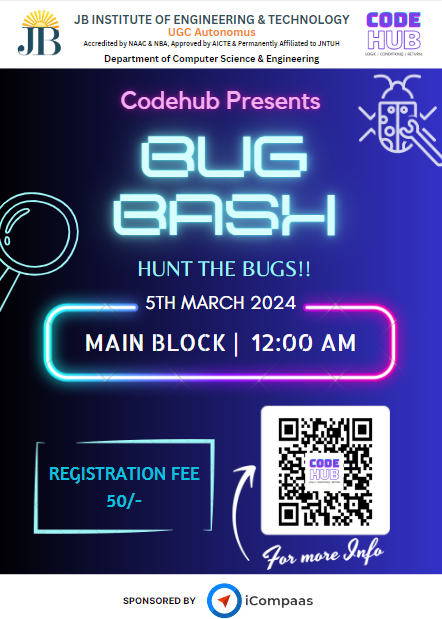 JB INSTITUTE OF ENGINEERING & TECHNOLOGY
UGC Autonomus
Accredited by NAAC & NBA, Approved by AICTE & Permanently Affiliated to JNTUH
Department of Computer Science & Engineering
JB
CODE
HUB
LOGIC | CONDITIONS | RETURNS
Codehub Presents
BUG
BASH
HUNT THE BUGS!!
5TH MARCH 2024
MAIN BLOCK | 12:00 AM
REGISTRATION FEE
50/-
CODE
HUB
For more Info
SPONSORED BY iCompaas